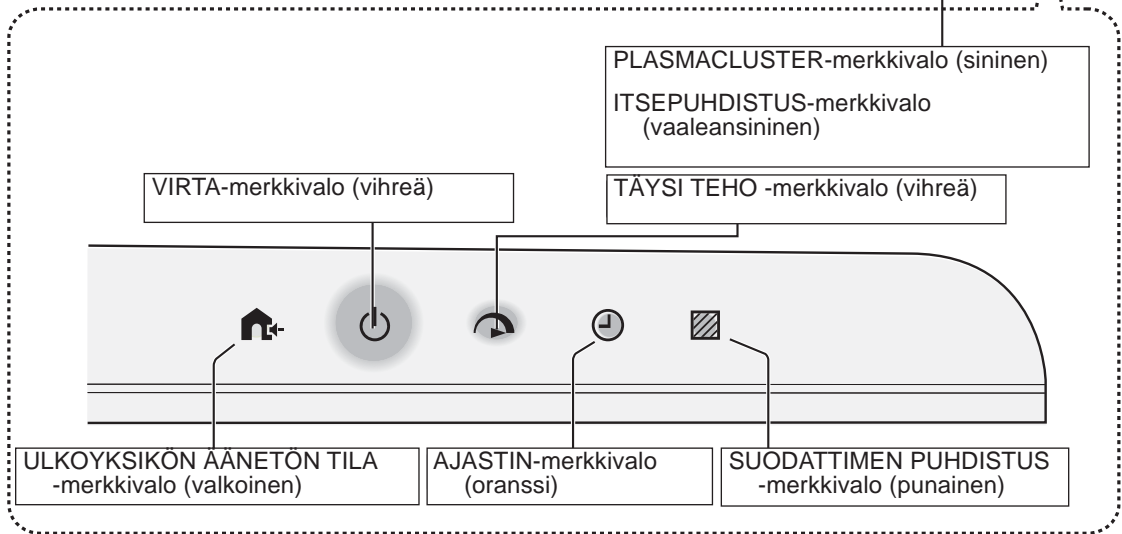 PLASMACLUSTER-merkkivalo (sininen)
ITSEPUHDISTUS-merkkivalo
(vaaleansininen)
VIRTA-merkkivalo (vihreä)
TÄYSI TEHO -merkkivalo (vihreä)
ULKOYKSIKÖN ÄÄNETÖN TILA
-merkkivalo (valkoinen)
AJASTIN-merkkivalo
(oranssi)
SUODATTIMEN PUHDISTUS
-merkkivalo (punainen)